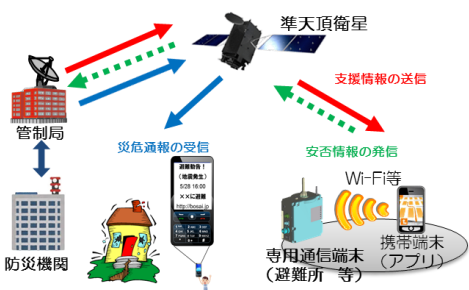 準天頂衛星
支援情報の送信
管制局
災危通報の受信
安否情報の発信
避難勧告！
（地震発生）
5/28 16:00
××に避難
http://bosai.jp
Wi-Fi等
防災機関
専用通信端末
（避難所 等）
携帯端末
（アプリ）